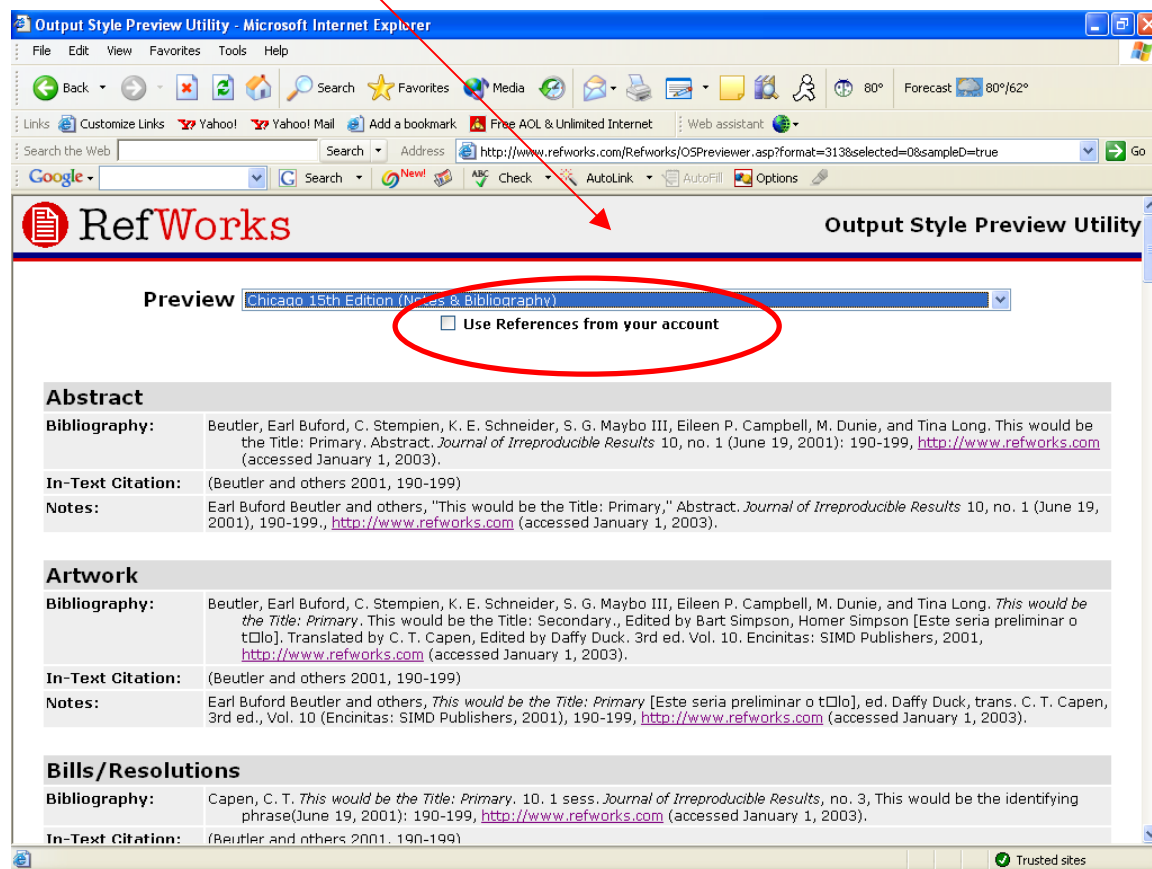 Output Style Preview Utility - Microsoft Internet Explorer
File Edit View Favorites Tools Help
Back Search Favorites Media 80° Forecast 80°/62°
Links Customize Links Yahoo! Yahoo! Mail Add a bookmark Free AOL & Unlimited Internet Web assistant
Search the Web Search Address http://www.refworks.com/Refworks/OSPreviewer.asp?format=313&selected=0&sampleD=true Go
Google Search New! ABC Check AutoLink AutoFill Options
RefWorks Output Style Preview Utility
Preview Chicago 15th Edition (Notes & Bibliography)
Use References from your account
Abstract
Bibliography: Beutler, Earl Buford, C. Stempien, K. E. Schneider, S. G. Maybo III, Eileen P. Campbell, M. Dunie, and Tina Long. This would be
the Title: Primary. Abstract. Journal of Irreproducible Results 10, no. 1 (June 19, 2001): 190-199, http://www.refworks.com
(accessed January 1, 2003).
In-Text Citation: (Beutler and others 2001, 190-199)
Notes: Earl Buford Beutler and others, "This would be the Title: Primary," Abstract. Journal of Irreproducible Results 10, no. 1 (June 19,
2001), 190-199., http://www.refworks.com (accessed January 1, 2003).
Artwork
Bibliography: Beutler, Earl Buford, C. Stempien, K. E. Schneider, S. G. Maybo III, Eileen P. Campbell, M. Dunie, and Tina Long. This would be
the Title: Primary. This would be the Title: Secondary., Edited by Bart Simpson, Homer Simpson [Este seria preliminar o
t□lo]. Translated by C. T. Capen, Edited by Daffy Duck. 3rd ed. Vol. 10. Encinitas: SIMD Publishers, 2001,
http://www.refworks.com (accessed January 1, 2003).
In-Text Citation: (Beutler and others 2001, 190-199)
Notes: Earl Buford Beutler and others, This would be the Title: Primary [Este seria preliminar o t□lo], ed. Daffy Duck, trans. C. T. Capen,
3rd ed., Vol. 10 (Encinitas: SIMD Publishers, 2001), 190-199, http://www.refworks.com (accessed January 1, 2003).
Bills/Resolutions
Bibliography: Capen, C. T. This would be the Title: Primary. 10. 1 sess. Journal of Irreproducible Results, no. 3, This would be the identifying
phrase(June 19, 2001): 190-199, http://www.refworks.com (accessed January 1, 2003).
In-Text Citation: (Beutler and others 2001, 190-199)
Trusted sites